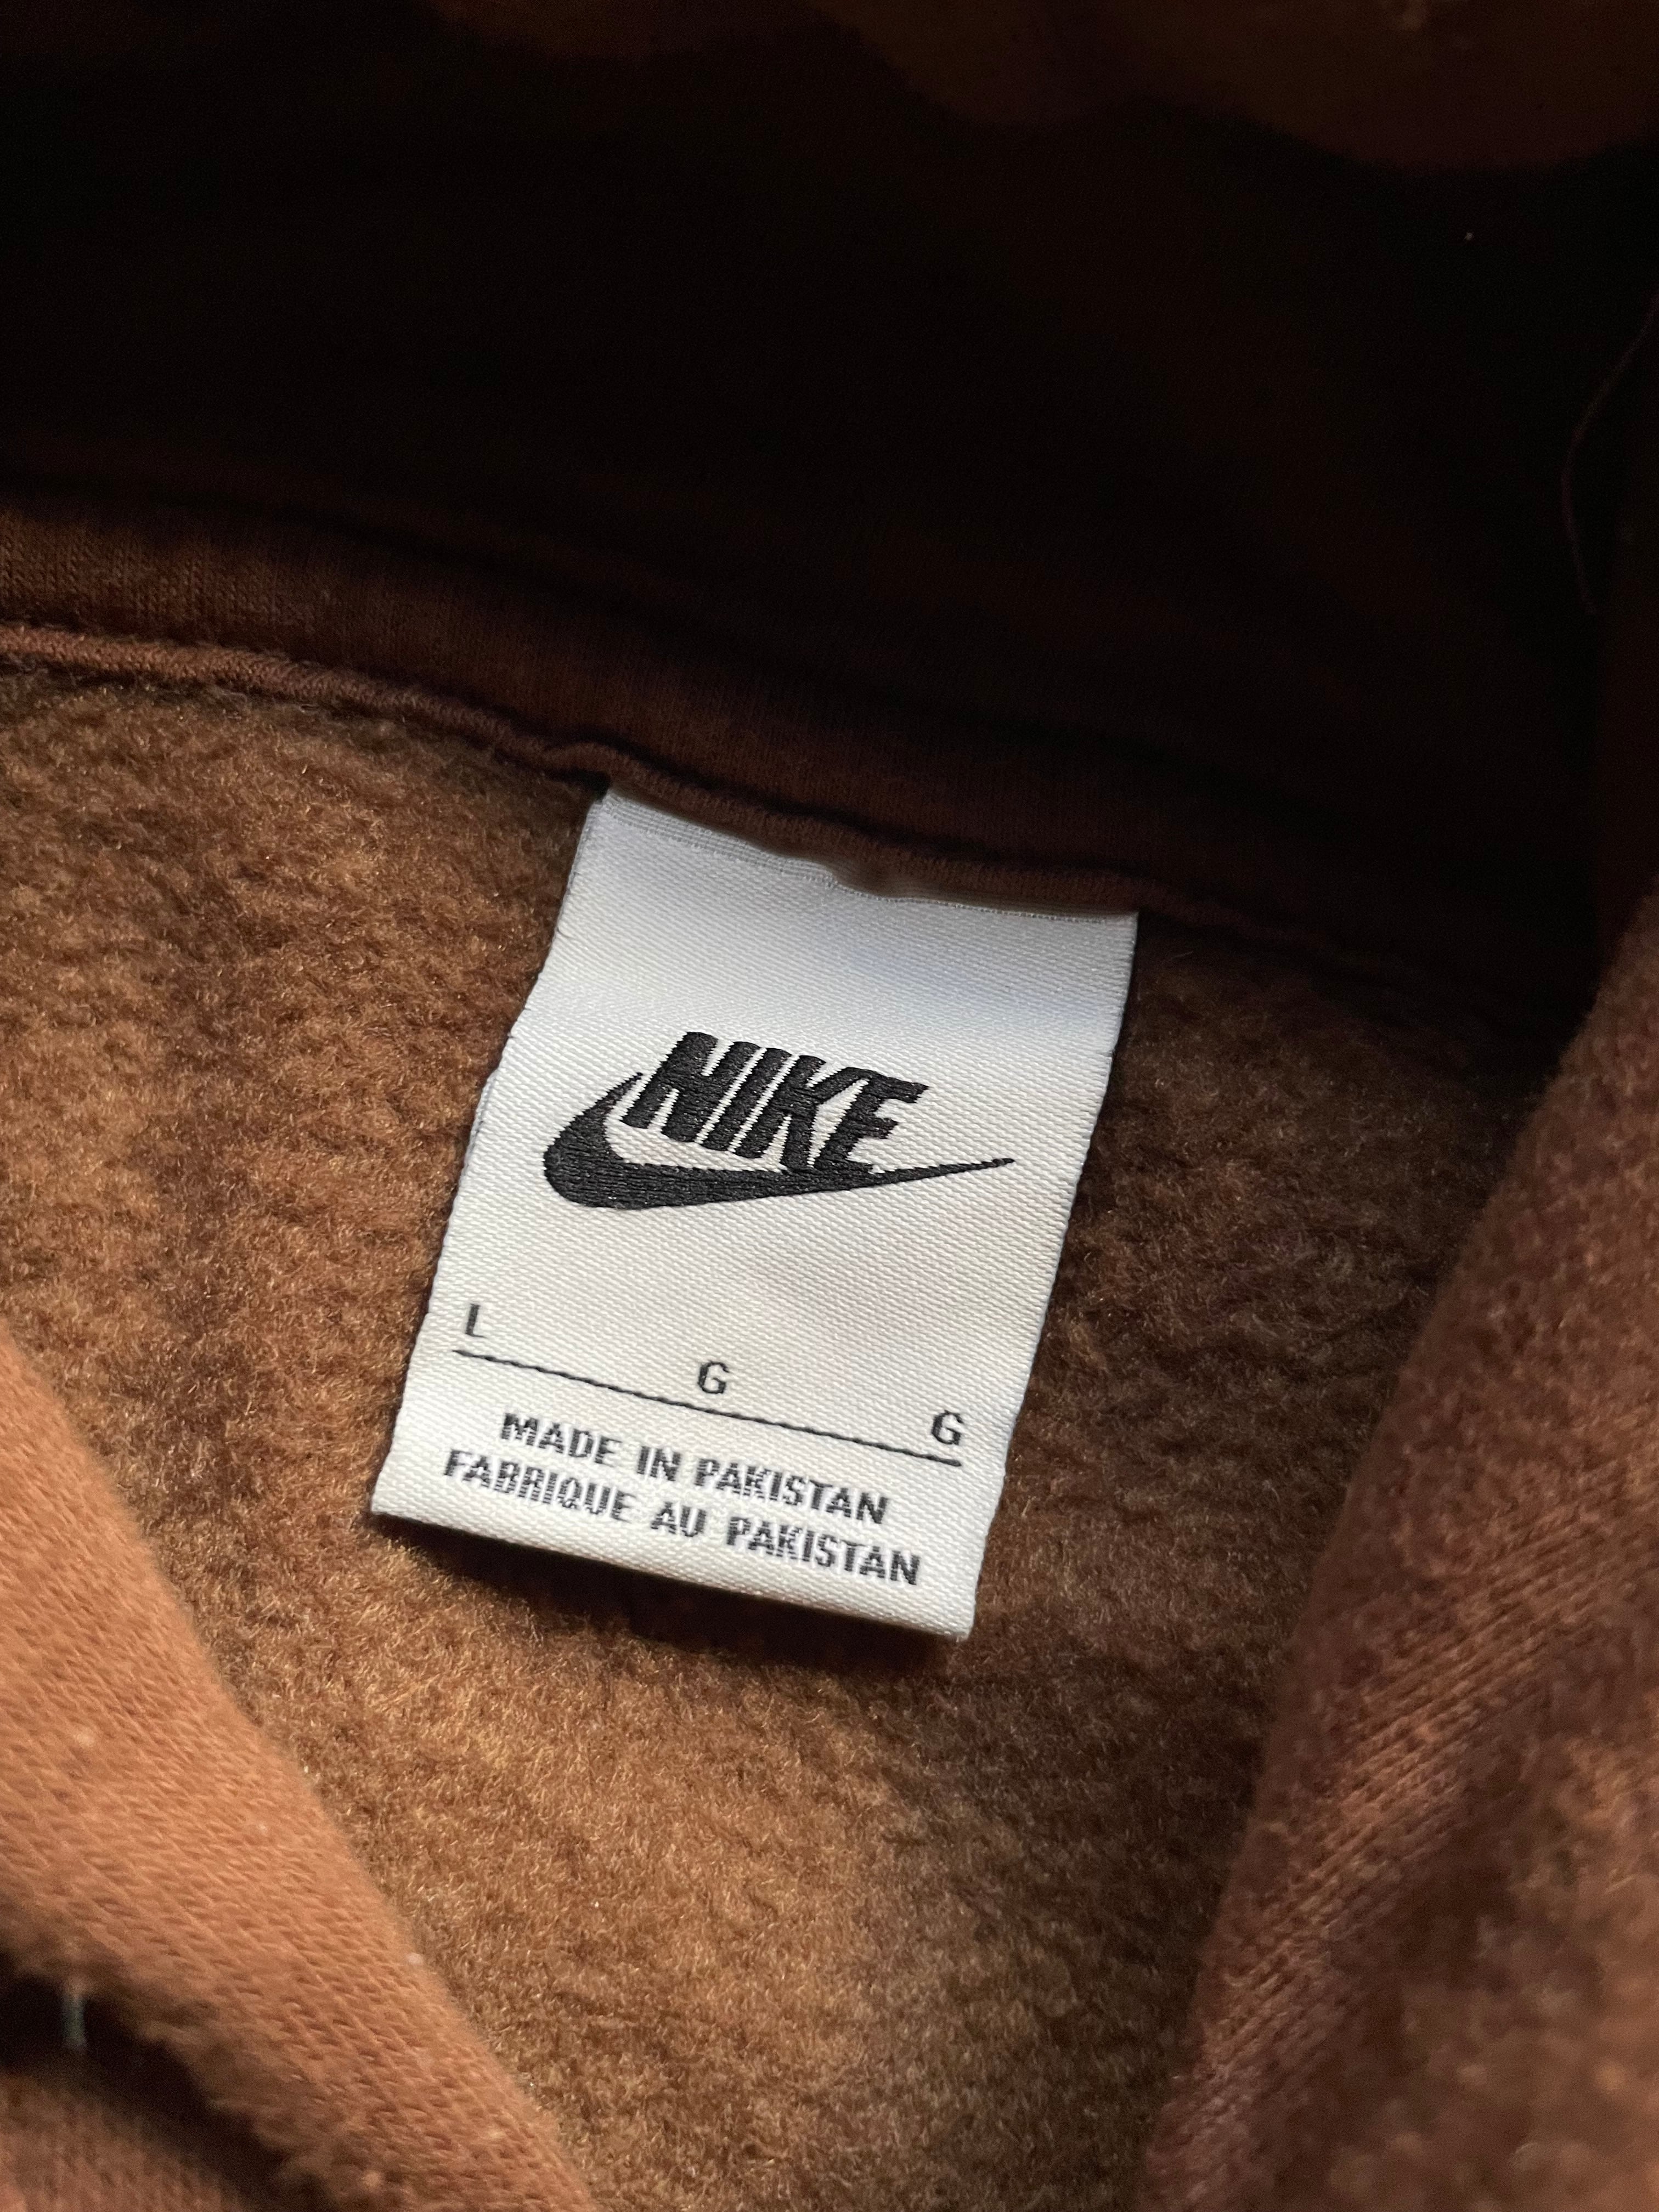 NIKE
L G G
MADE IN PAKISTAN
FABRIQUE AU PAKISTAN